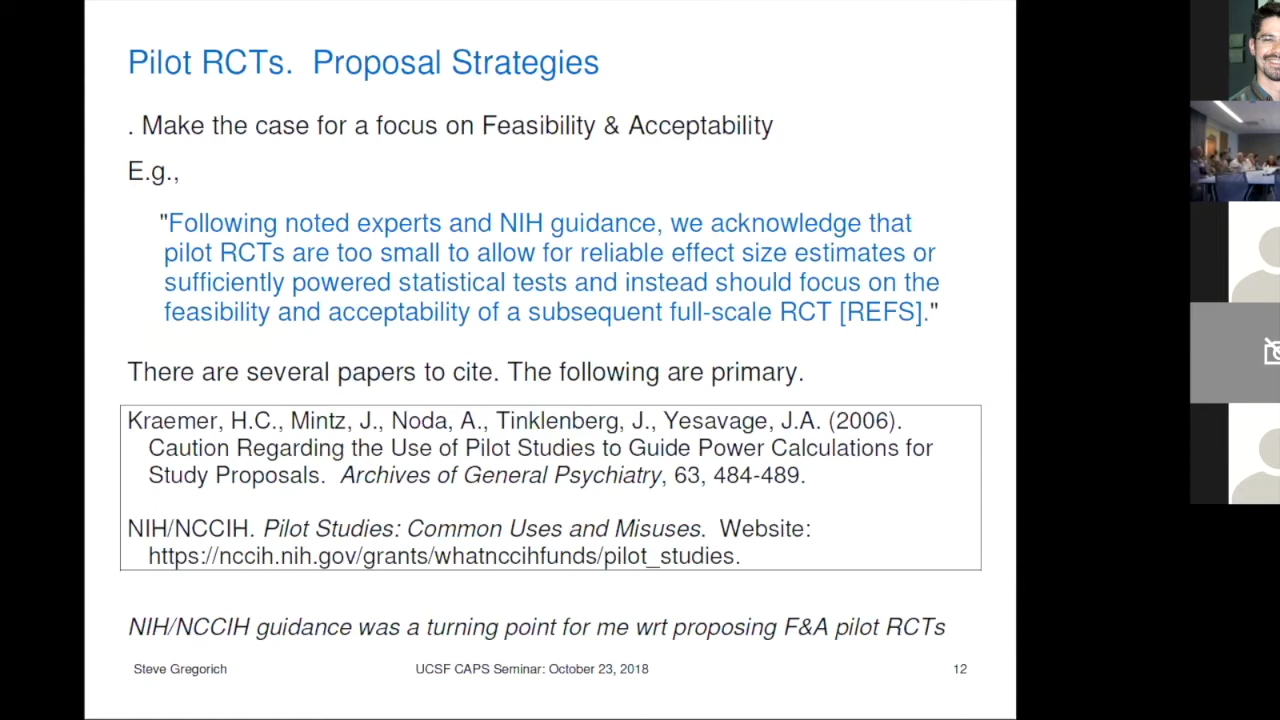 Pilot RCTs.  Proposal Strategies
. Make the case for a focus on Feasibility & Acceptability
E.g.,
"Following noted experts and NIH guidance, we acknowledge that
pilot RCTs are too small to allow for reliable effect size estimates or
sufficiently powered statistical tests and instead should focus on the
feasibility and acceptability of a subsequent full-scale RCT [REFS]."
There are several papers to cite. The following are primary.
Kraemer, H.C., Mintz, J., Noda, A., Tinklenberg, J., Yesavage, J.A. (2006).
Caution Regarding the Use of Pilot Studies to Guide Power Calculations for
Study Proposals.  Archives of General Psychiatry, 63, 484-489.
NIH/NCCIH. Pilot Studies: Common Uses and Misuses.  Website:
https://nccih.nih.gov/grants/whatnccihfunds/pilot_studies.
NIH/NCCIH guidance was a turning point for me wrt proposing F&A pilot RCTs
Steve Gregorich
UCSF CAPS Seminar: October 23, 2018
12